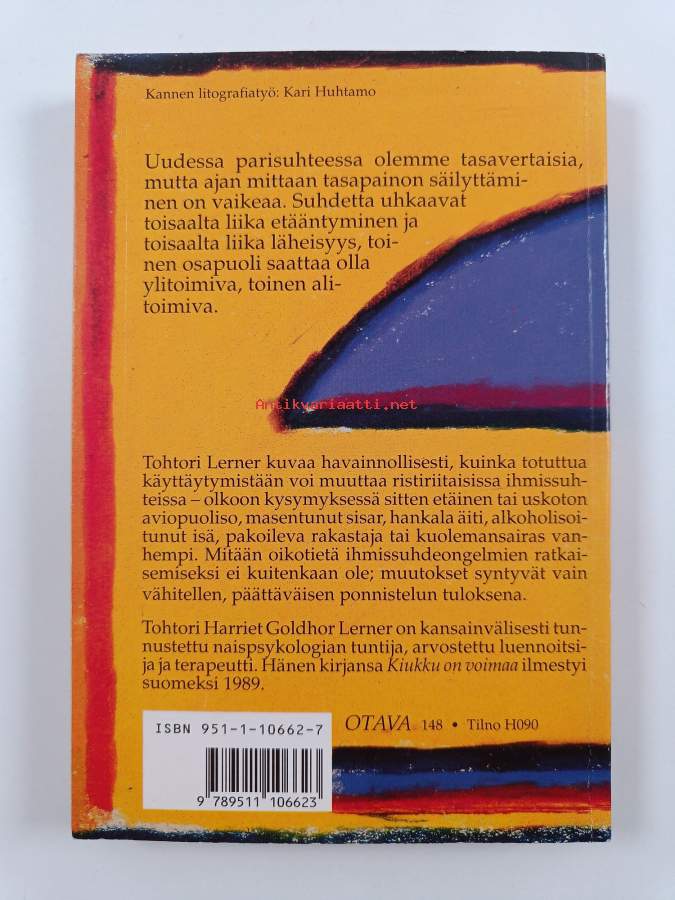 Kannen litografiatyö: Kari Huhtamo
Uudessa parisuhteessa olemme tasavertaisia,
mutta ajan mittaan tasapainon säilyttämi-
nen on vaikeaa. Suhdetta uhkaavat
toisaalta liika etääntyminen ja
toisaalta liika läheisyys, toi-
nen osapuoli saattaa olla
ylitoimiva, toinen ali-
toimiva.
Antikvariaatti.net
Tohtori Lerner kuvaa havainnollisesti, kuinka totuttua
käyttäytymistään voi muuttaa ristiriitaisissa ihmissuh-
teissa – olkoon kysymyksessä sitten etäinen tai uskoton
aviopuoliso, masentunut sisar, hankala äiti, alkoholisoi-
tunut isä, pakoileva rakastaja tai kuolemansairas van-
hempi. Mitään oikotietä ihmissuhdeongelmien ratkai-
semiseksi ei kuitenkaan ole; muutokset syntyvät vain
vähitellen, päättäväisen ponnistelun tuloksena.
Tohtori Harriet Goldhor Lerner on kansainvälisesti tun-
nustettu naispsykologian tuntija, arvostettu luennoitsi-
ja ja terapeutti. Hänen kirjansa Kiukku on voimaa ilmestyi
suomeksi 1989.
ISBN 951-1-10662-7
OTAVA 148 • Tilno H090
9 789511 106623